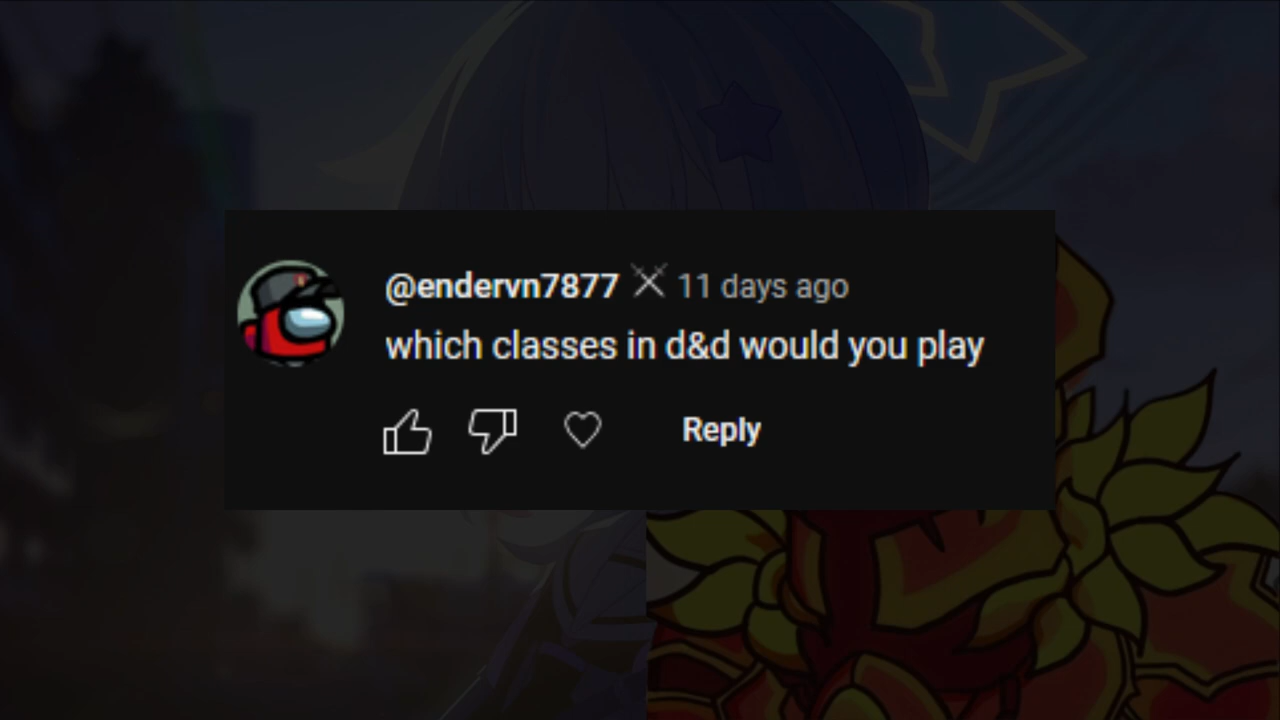 @endervn7877 11 days ago
which classes in d&d would you play
Reply